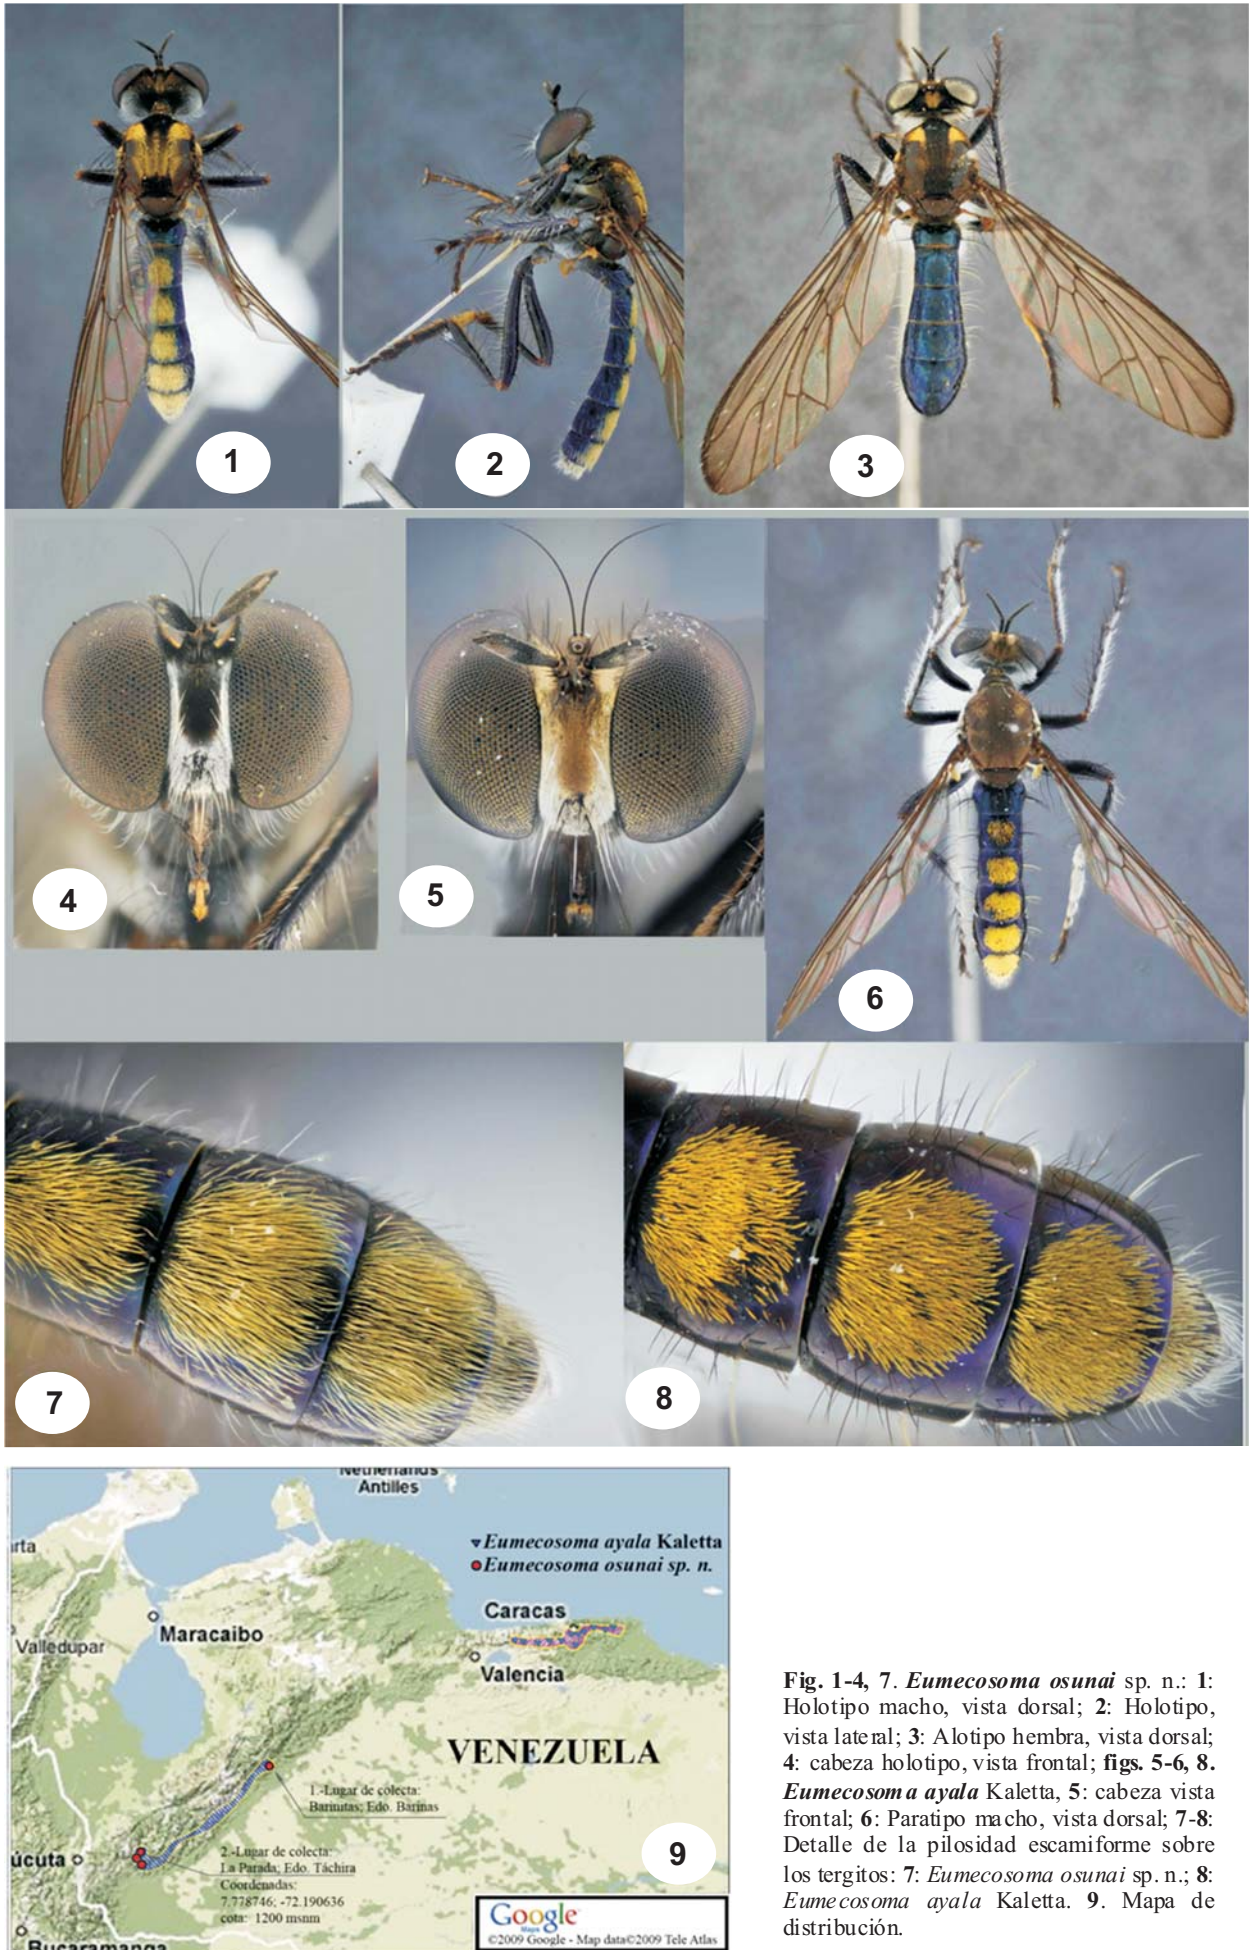 1
2
3
4
5
6
7
8
Netherlands
Antilles
Eumecosoma ayala Kaletta
Eumecosoma osunai sp. n.
Caracas
Maracaibo
Valledupar
Valencia
VENEZUELA
1.-Lugar de colecta:
Barinitas; Edo. Barinas
2.-Lugar de colecta:
La Parada; Edo. Táchira
Coordenadas:
7.778746; -72.190636
cota: 1200 msnm
úcuta
Bucaramanga
arta
9
Google
Maps
©2009 Google - Map data©2009 Tele Atlas
Fig. 1-4, 7. Eumecosoma osunai sp. n.: 1:
Holotipo macho, vista dorsal; 2: Holotipo,
vista lateral; 3: Alotipo hembra, vista dorsal;
4: cabeza holotipo, vista frontal; figs. 5-6, 8.
Eumecosoma ayala Kaletta, 5: cabeza vista
frontal; 6: Paratipo macho, vista dorsal; 7-8:
Detalle de la pilosidad escamiforme sobre
los tergitos: 7: Eumecosoma osunai sp. n.; 8:
Eumecosoma ayala Kaletta. 9. Mapa de
distribución.